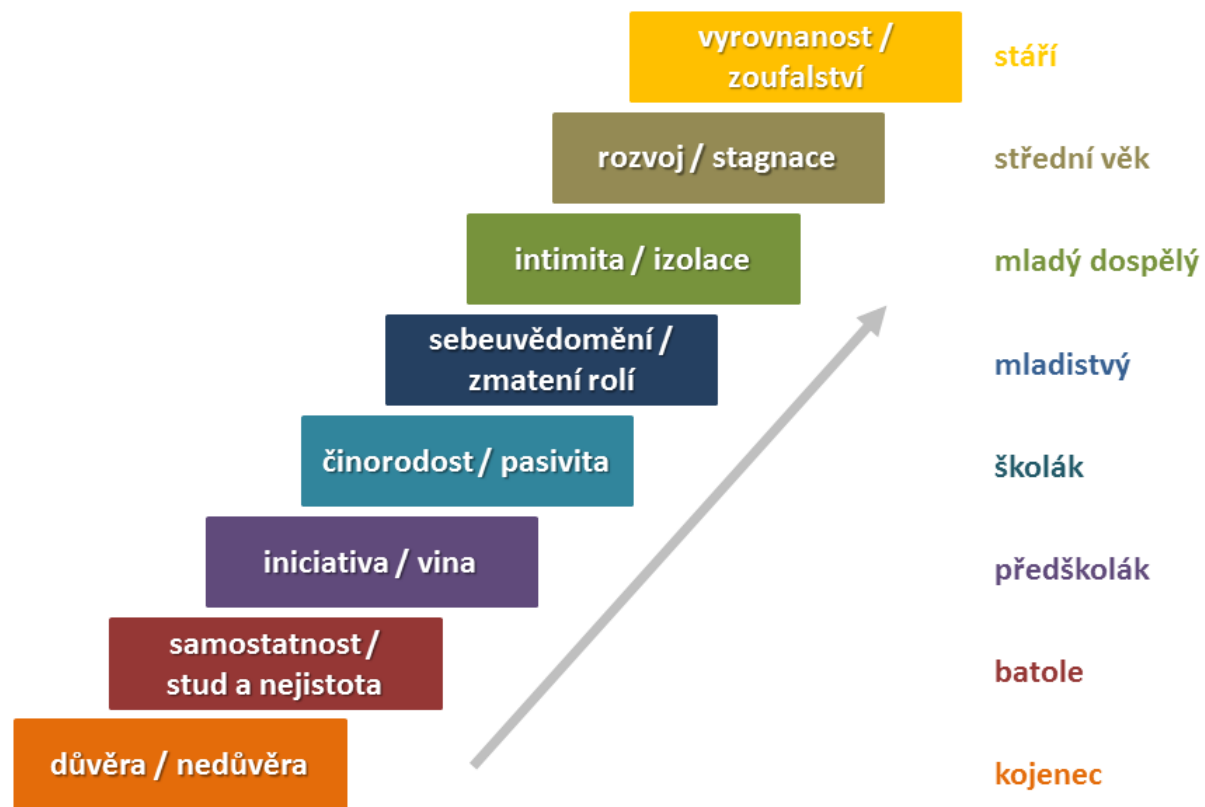 vyrovnanost /
zoufalství
stáří
rozvoj / stagnace
střední věk
intimita / izolace
mladý dospělý
sebeuvědomění /
zmatení rolí
mladistvý
činorodost / pasivita
školák
iniciativa / vina
předškolák
samostatnost /
stud a nejistota
batole
důvěra / nedůvěra
kojenec